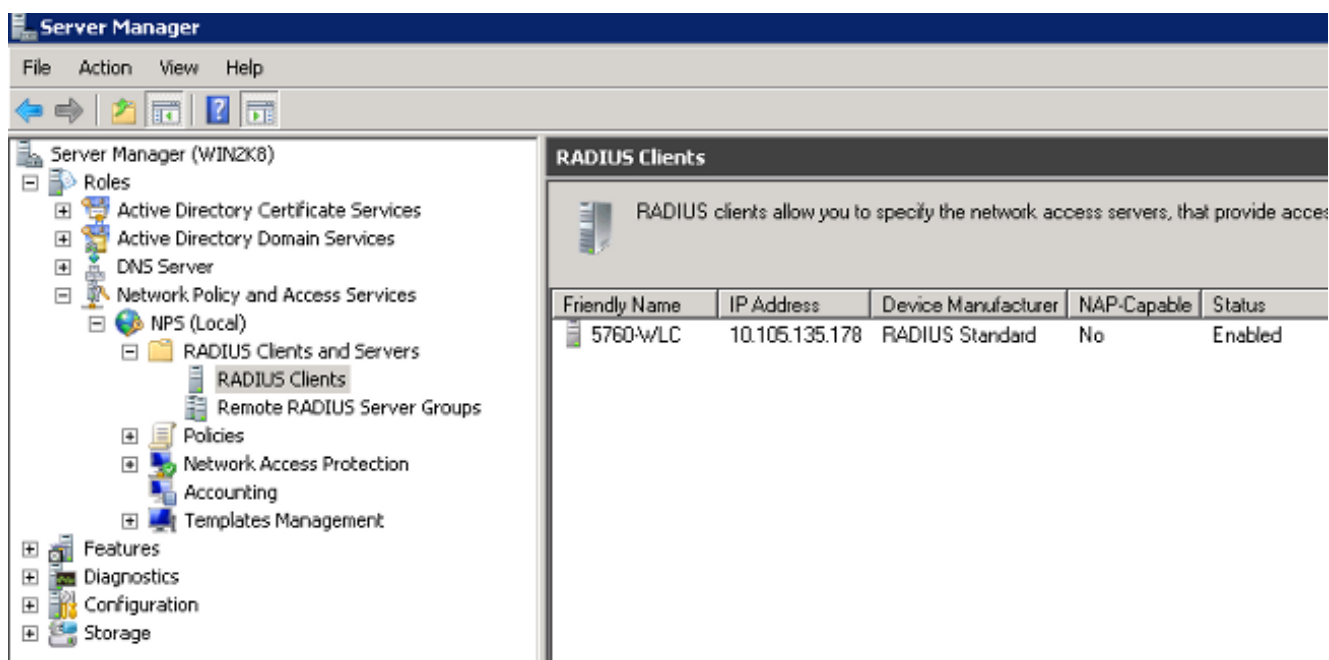 Server Manager
File Action View Help
Server Manager (WIN2K8)
Roles
Active Directory Certificate Services
Active Directory Domain Services
DNS Server
Network Policy and Access Services
NPS (Local)
RADIUS Clients and Servers
RADIUS Clients
Remote RADIUS Server Groups
Policies
Network Access Protection
Accounting
Templates Management
Features
Diagnostics
Configuration
Storage
RADIUS Clients
RADIUS clients allow you to specify the network access servers, that provide acces
Friendly Name IP Address Device Manufacturer NAP-Capable Status
5760-WLC 10.105.135.178 RADIUS Standard No Enabled